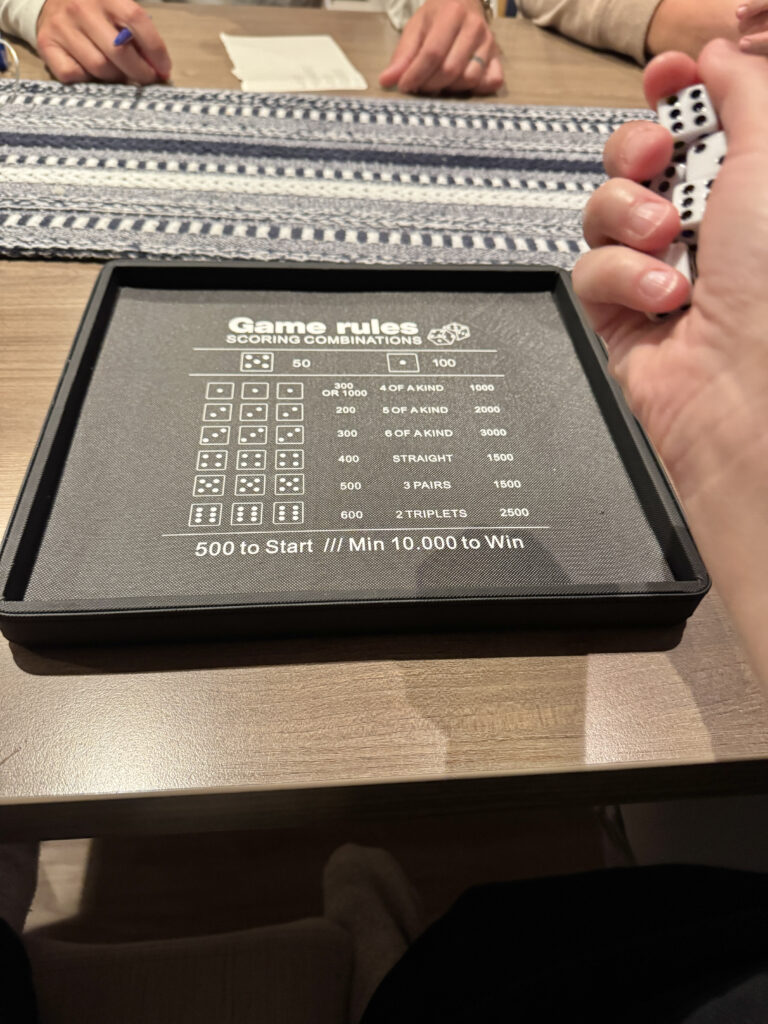 Game rules
SCORING COMBINATIONS
50 100
300 OR 1000 4 OF A KIND 1000
200 5 OF A KIND 2000
300 6 OF A KIND 3000
400 STRAIGHT 1500
500 3 PAIRS 1500
600 2 TRIPLETS 2500
500 to Start /// Min 10.000 to Win